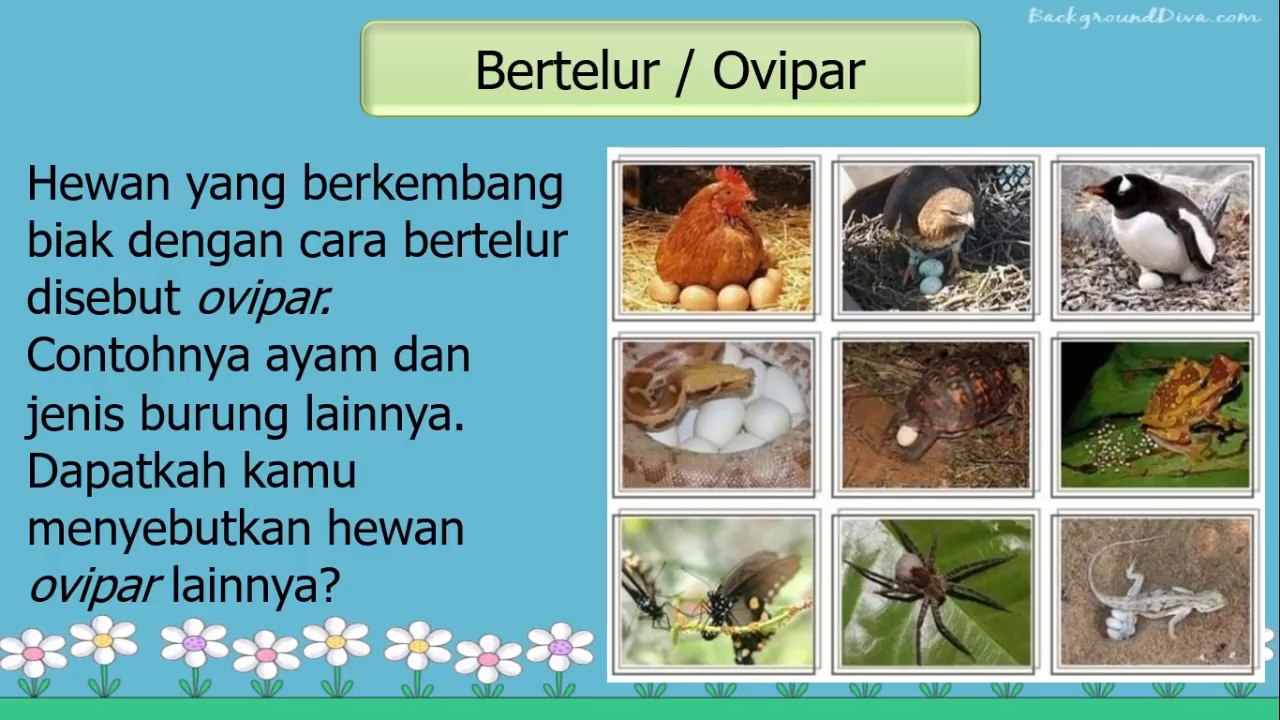 BackgroundDiva.com
Bertelur / Ovipar
Hewan yang berkembang
biak dengan cara bertelur
disebut ovipar.
Contohnya ayam dan
jenis burung lainnya.
Dapatkah kamu
menyebutkan hewan
ovipar lainnya?